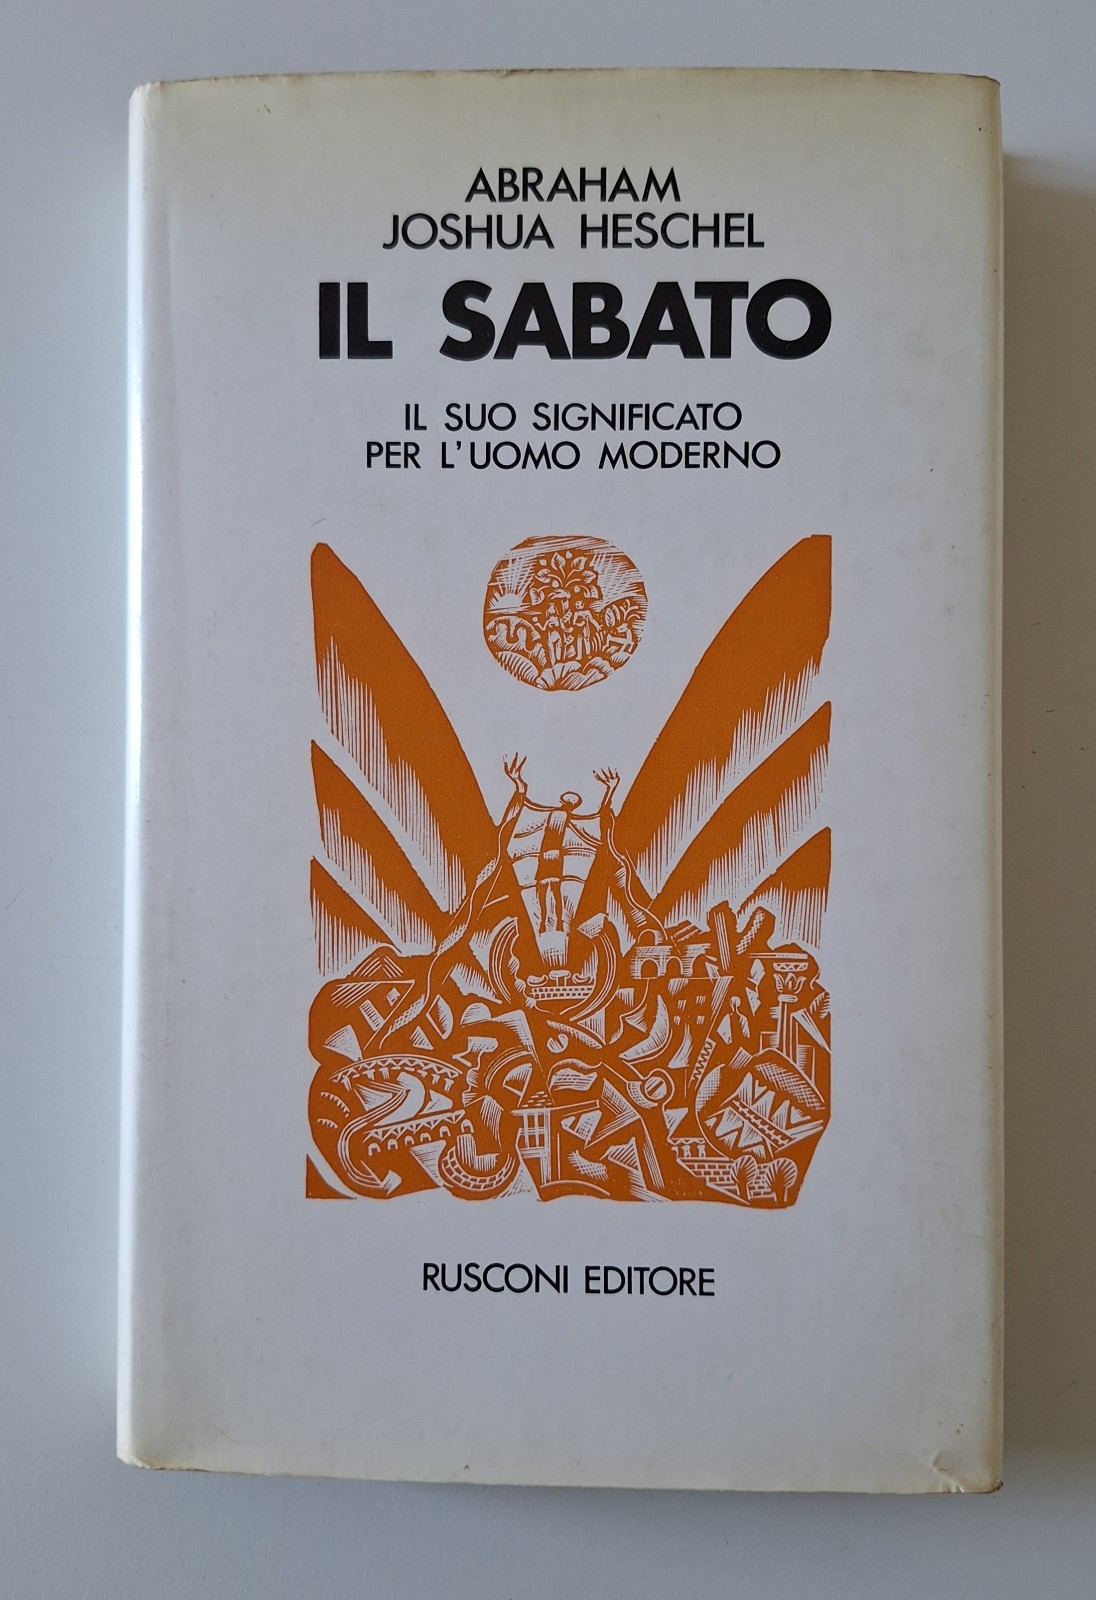 ABRAHAM
JOSHUA HESCHEL
IL SABATO
IL SUO SIGNIFICATO
PER L'UOMO MODERNO
RUSCONI EDITORE